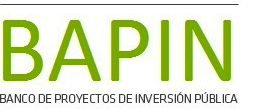 BAPIN
BANCO DE PROYECTOS DE INVERSIÓN PÚBLICA